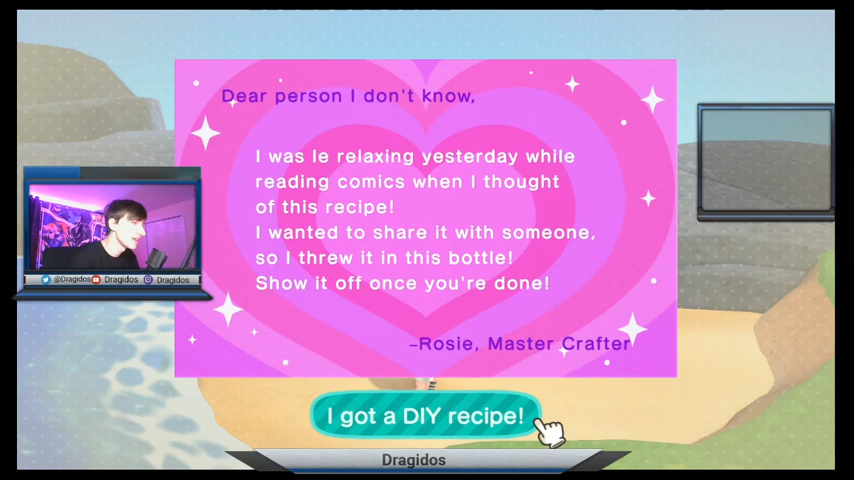 Dear person I don't know,
I was le relaxing yesterday while
reading comics when I thought
of this recipe!
I wanted to share it with someone,
so I threw it in this bottle!
Show it off once you're done!
–Rosie, Master Crafter
@Dragidos Dragidos Dragidos
I got a DIY recipe!
Dragidos